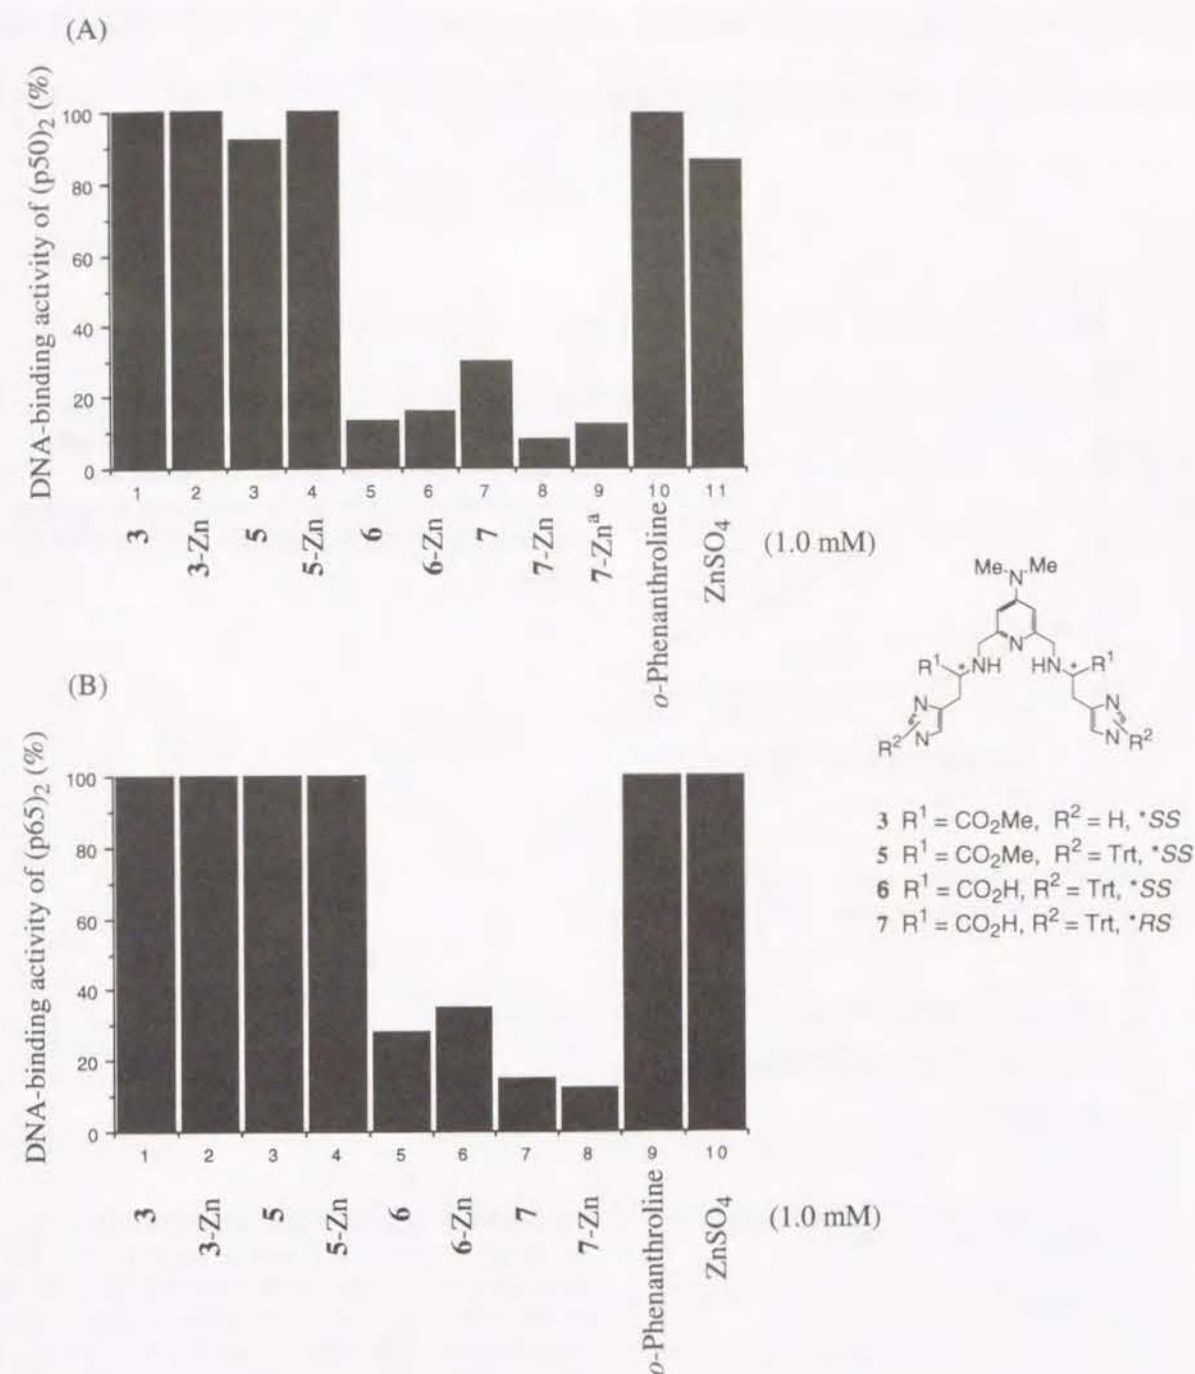 (A)
DNA-binding activity of (p50)₂ (%)
100
80
60
40
20
0
1 2 3 4 5 6 7 8 9 10 11
3
3-Zn
5
5-Zn
6
6-Zn
7
7-Zn
7-Znᵃ
o-Phenanthroline
ZnSO₄
(1.0 mM)
Me N Me
N
R¹ * NH HN * R¹
N N
R² N N R²
3 R¹ = CO₂Me, R² = H, *SS
5 R¹ = CO₂Me, R² = Trt, *SS
6 R¹ = CO₂H, R² = Trt, *SS
7 R¹ = CO₂H, R² = Trt, *RS
(B)
DNA-binding activity of (p65)₂ (%)
100
80
60
40
20
0
1 2 3 4 5 6 7 8 9 10
3
3-Zn
5
5-Zn
6
6-Zn
7
7-Zn
o-Phenanthroline
ZnSO₄
(1.0 mM)